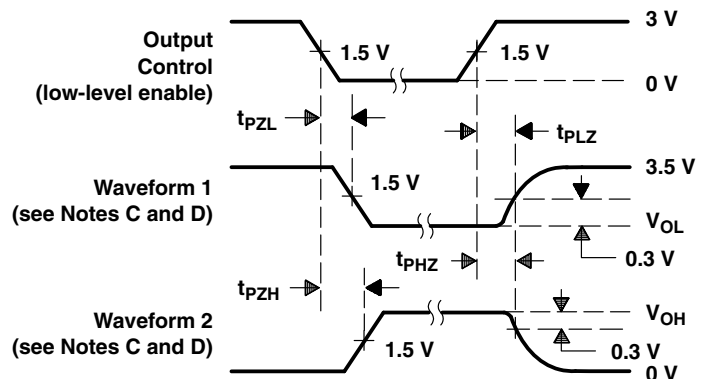 Output
Control
(low-level enable)
1.5 V
1.5 V
3 V
0 V
tPZL
tPLZ
Waveform 1
(see Notes C and D)
1.5 V
3.5 V
VOL
0.3 V
tPHZ
tPZH
Waveform 2
(see Notes C and D)
1.5 V
VOH
0.3 V
0 V